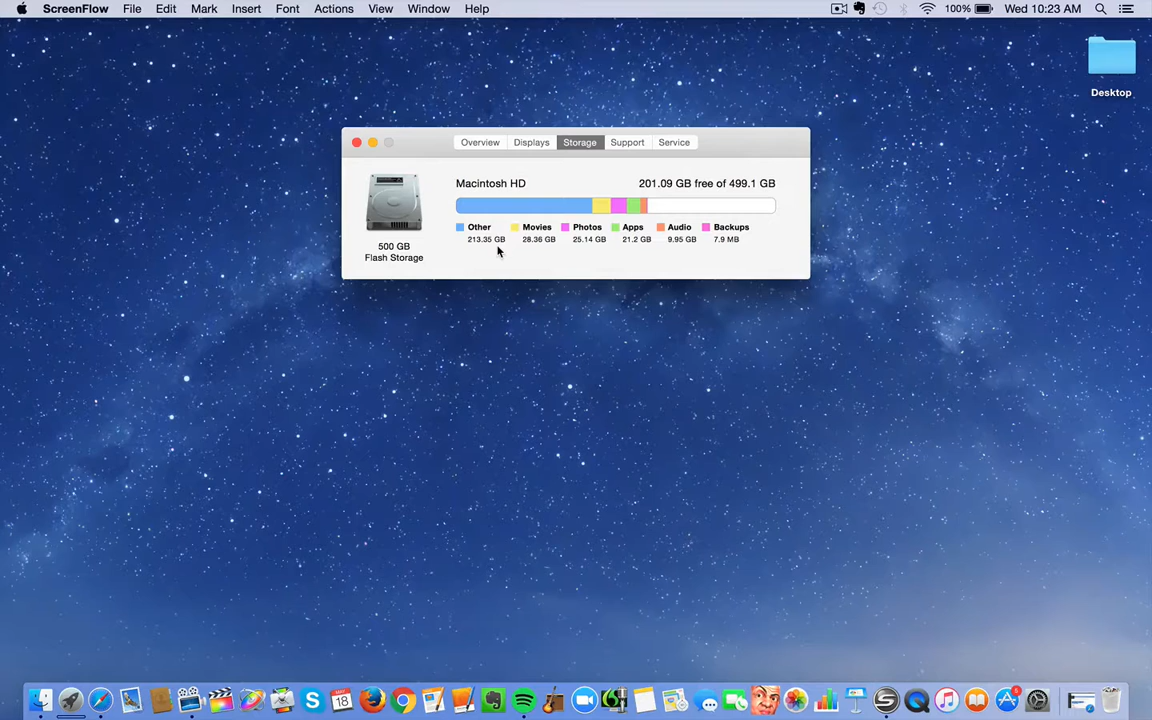 ScreenFlow File Edit Mark Insert Font Actions View Window Help 100% Wed 10:23 AM
Desktop
Overview Displays Storage Support Service
Macintosh HD 201.09 GB free of 499.1 GB
Other Movies Photos Apps Audio Backups
213.35 GB 28.36 GB 25.14 GB 21.2 GB 9.95 GB 7.9 MB
500 GB
Flash Storage